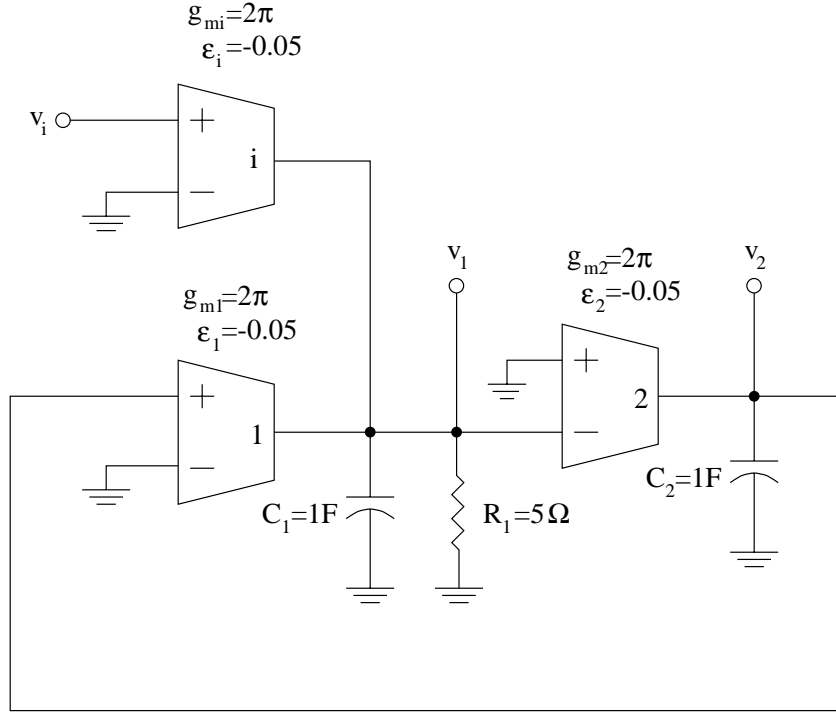 g_mi=2π
ε_i=-0.05
v_i
+
−
i
g_m1=2π
ε_1=-0.05
+
−
1
v_1
g_m2=2π
ε_2=-0.05
+
−
2
v_2
C_1=1F
R_1=5Ω
C_2=1F